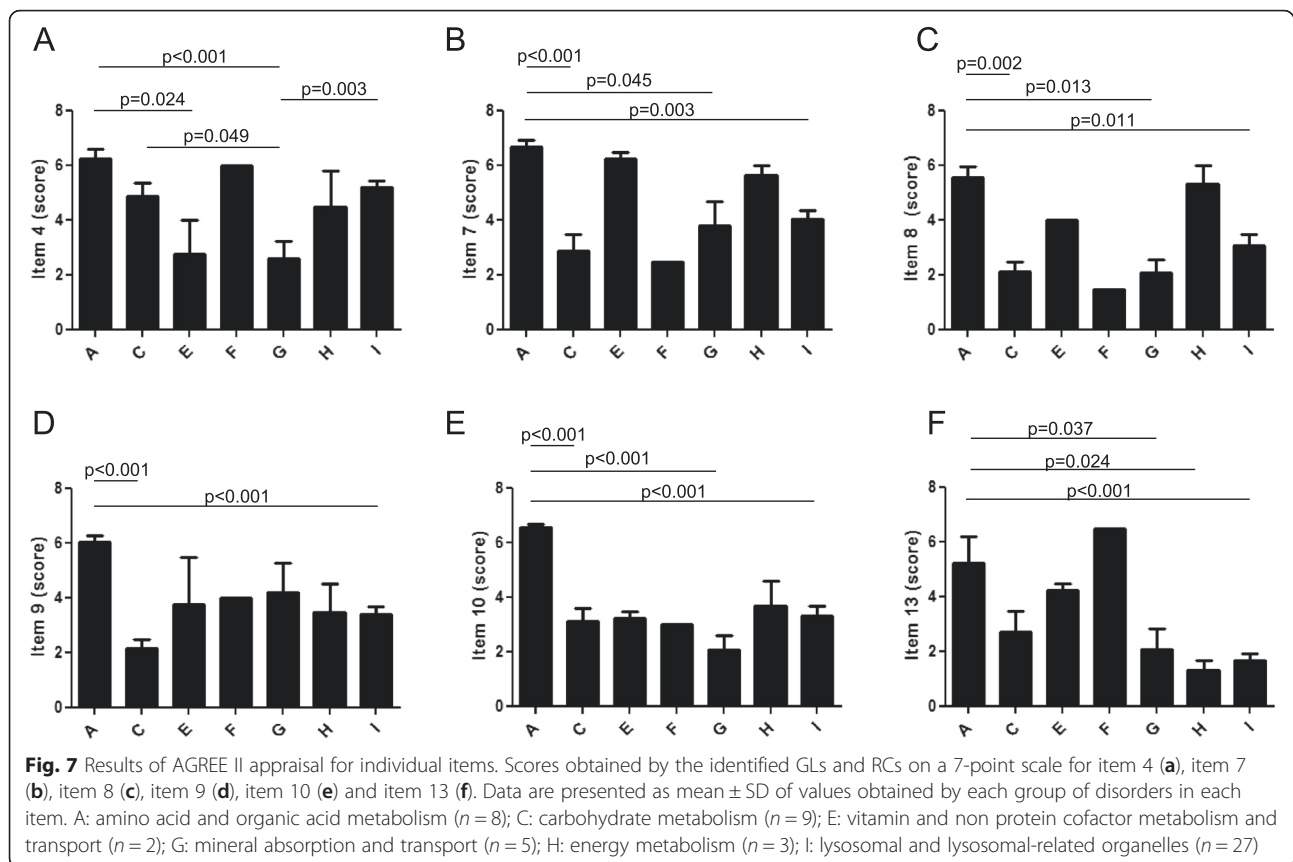 A
p<0.001
p=0.024
p=0.003
p=0.049
Item 4 (score)
8
6
4
2
0
A C E F G H I
B
p<0.001
p=0.045
p=0.003
Item 7 (score)
8
6
4
2
0
A C E F G H I
C
p=0.002
p=0.013
p=0.011
Item 8 (score)
8
6
4
2
0
A C E F G H I
D
p<0.001
p<0.001
Item 9 (score)
8
6
4
2
0
A C E F G H I
E
p<0.001
p<0.001
p<0.001
Item 10 (score)
8
6
4
2
0
A C E F G H I
F
p=0.037
p=0.024
p<0.001
Item 13 (score)
8
6
4
2
0
A C E F G H I
Fig. 7 Results of AGREE II appraisal for individual items. Scores obtained by the identified GLs and RCs on a 7-point scale for item 4 (a), item 7
(b), item 8 (c), item 9 (d), item 10 (e) and item 13 (f). Data are presented as mean ± SD of values obtained by each group of disorders in each
item. A: amino acid and organic acid metabolism (n = 8); C: carbohydrate metabolism (n = 9); E: vitamin and non protein cofactor metabolism and
transport (n = 2); G: mineral absorption and transport (n = 5); H: energy metabolism (n = 3); I: lysosomal and lysosomal-related organelles (n = 27)